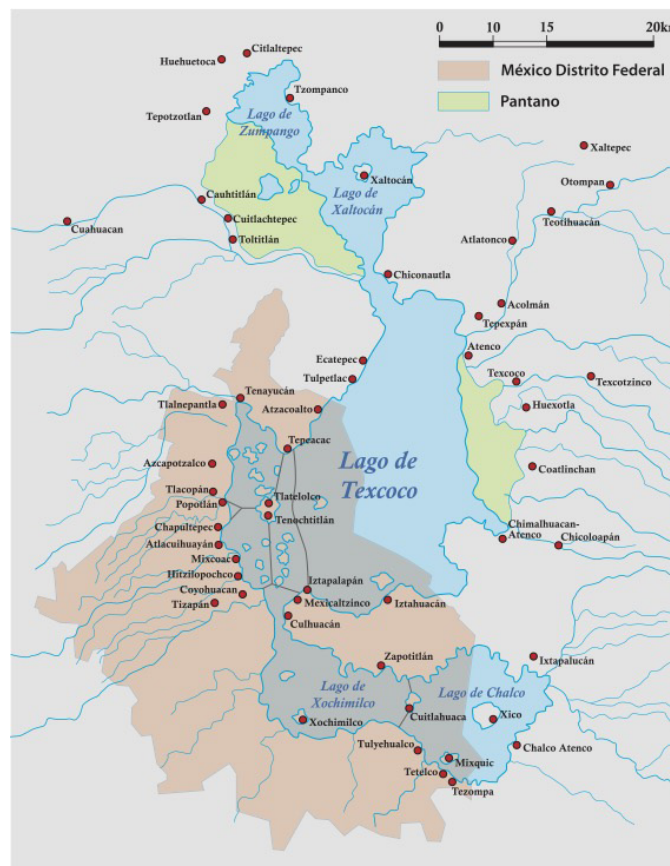 0
10
15
20km
México Distrito Federal
Pantano
Citlaltepec
Huehuetoca
Tzompanco
Lago de
Zumpango
Tepotzotlan
Xaltepec
Xaltocán
Otompan
Lago de
Xaltocán
Cauhtitlán
Cuitlachtepec
Cuahuacan
Toltitlán
Teotihuacán
Atlatonco
Chiconautla
Acolmán
Tepexpán
Atenco
Ecatepec
Tulpetlac
Texcoco
Texcotzinco
Tenayucán
Tlalnepantla
Atzacoalto
Huexotla
Tepeacac
Lago de
Texcoco
Azcapotzalco
Coatlinchan
Tlacopán
Popotlán
Tlatelolco
Tenochtitlán
Chapultepec
Chimalhuacan-
Atenco
Chicoloapán
Atlacuihuayán
Mixcoac
Hitzilopochco
Iztapalapán
Coyohuacan
Mexicaltzinco
Iztahuacán
Tizapán
Culhuacán
Zapotitlán
Ixtapalucán
Lago de
Xochimilco
Lago de Chalco
Xochimilco
Cuitlahuaca
Xico
Tulyehualco
Chalco Atenco
Mixquic
Tetelco
Tezompa